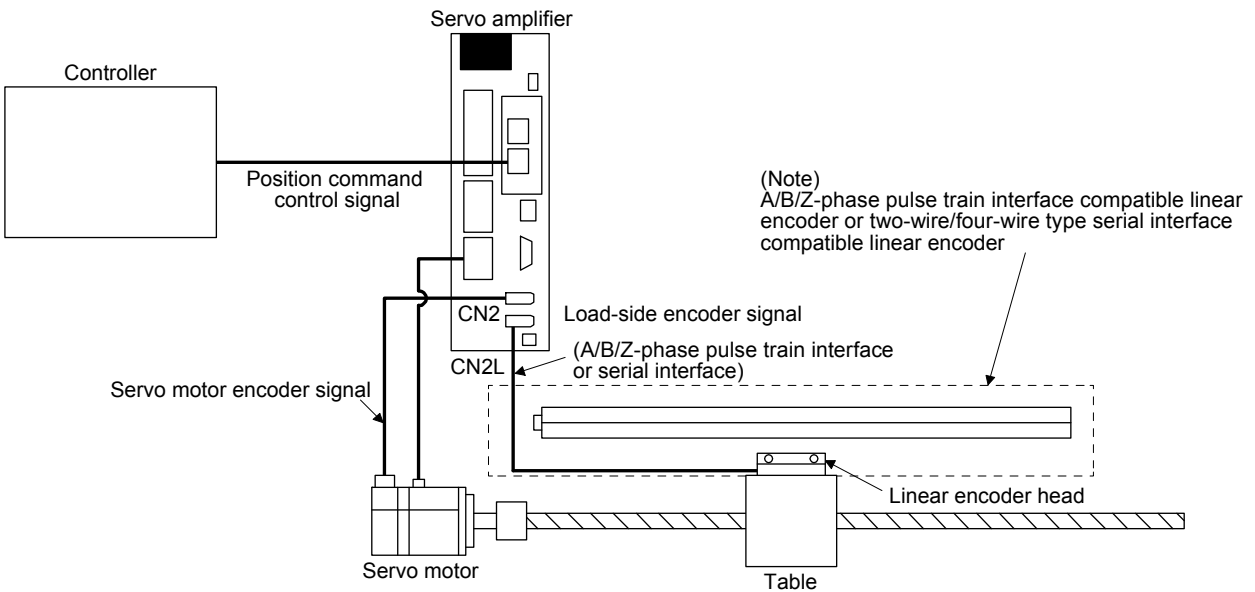 Servo amplifier
Controller
Position command
control signal
(Note)
A/B/Z-phase pulse train interface compatible linear
encoder or two-wire/four-wire type serial interface
compatible linear encoder
CN2
Load-side encoder signal
(A/B/Z-phase pulse train interface
or serial interface)
CN2L
Servo motor encoder signal
Linear encoder head
Servo motor
Table